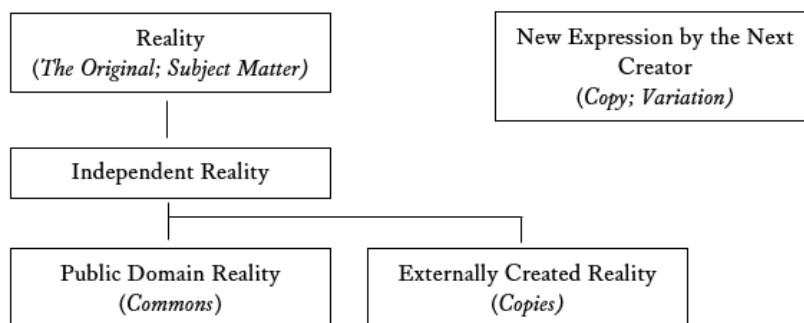 Reality
(The Original; Subject Matter)
New Expression by the Next
Creator
(Copy; Variation)
Independent Reality
Public Domain Reality
(Commons)
Externally Created Reality
(Copies)